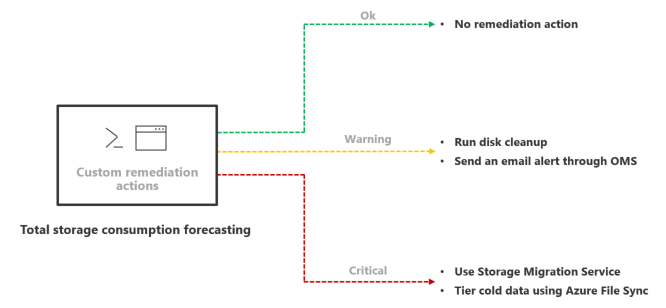 Ok
• No remediation action
Warning
• Run disk cleanup
• Send an email alert through OMS
Custom remediation
actions
Total storage consumption forecasting
Critical
• Use Storage Migration Service
• Tier cold data using Azure File Sync